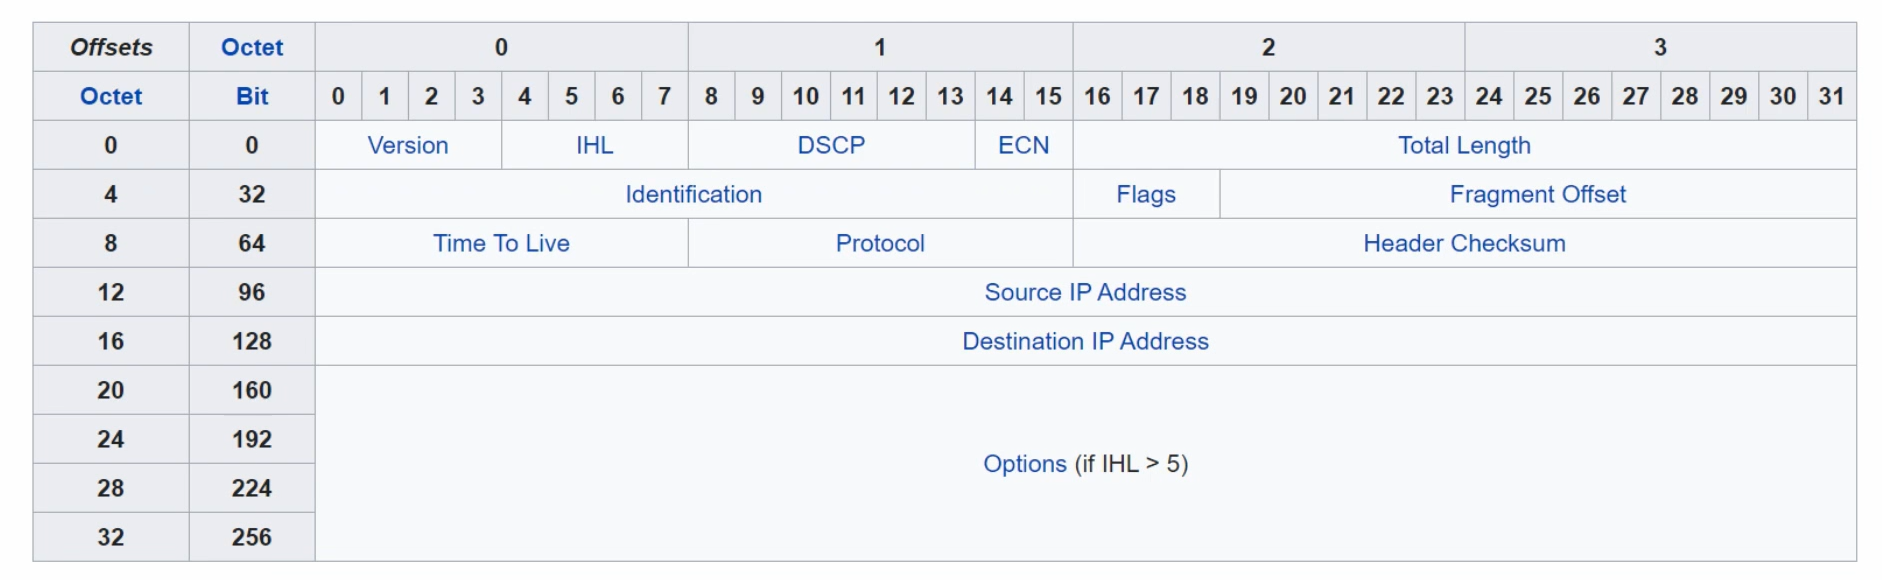 Offsets Octet 0 1 2 3
Octet Bit 0 1 2 3 4 5 6 7 8 9 10 11 12 13 14 15 16 17 18 19 20 21 22 23 24 25 26 27 28 29 30 31
0 0 Version IHL DSCP ECN Total Length
4 32 Identification Flags Fragment Offset
8 64 Time To Live Protocol Header Checksum
12 96 Source IP Address
16 128 Destination IP Address
20 160
24 192
Options (if IHL > 5)
28 224
32 256